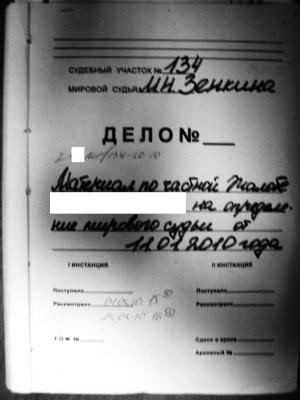 СУДЕБНЫЙ УЧАСТОК № 134
МИРОВОЙ СУДЬЯ И.Н. Зенкина
ДЕЛО №
Материал по частной жалобе
на определе-
ние мирового судьи от
11.01.2010 года
I ИНСТАНЦИЯ II ИНСТАНЦИЯ
Поступило Поступило
Рассмотрено Рассмотрено
ТОМ № Сдано в архив
Архивный №